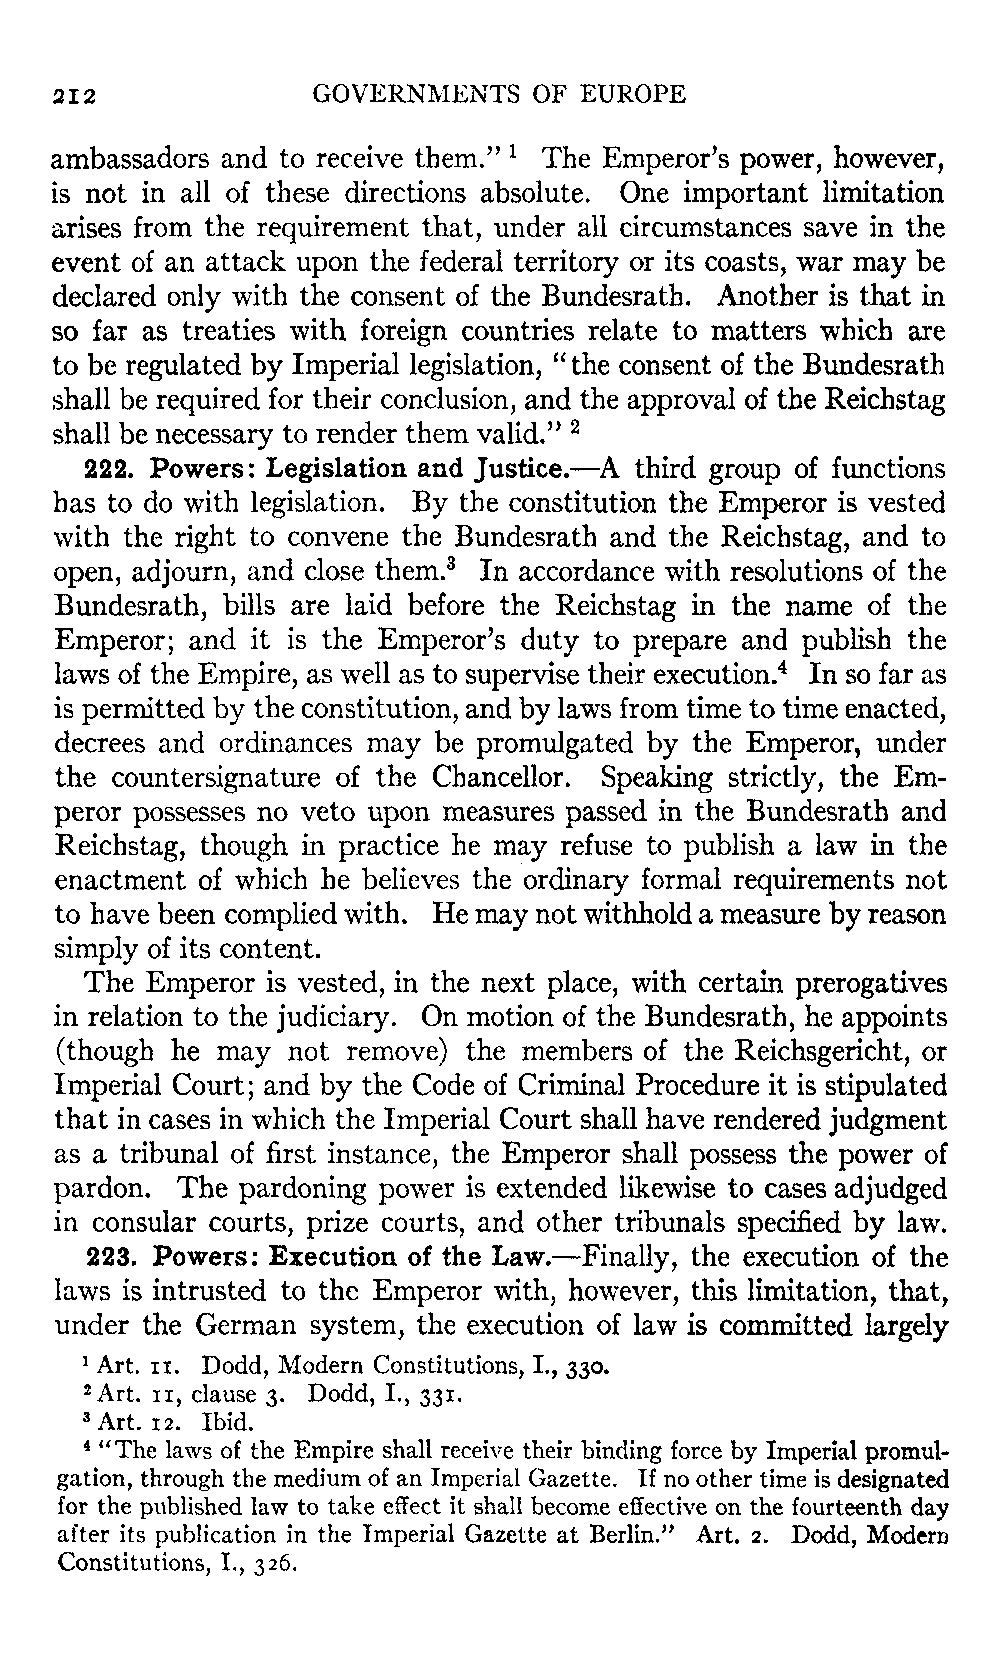 212 GOVERNMENTS OF EUROPE
ambassadors and to receive them." ¹ The Emperor's power, however,
is not in all of these directions absolute. One important limitation
arises from the requirement that, under all circumstances save in the
event of an attack upon the federal territory or its coasts, war may be
declared only with the consent of the Bundesrath. Another is that in
so far as treaties with foreign countries relate to matters which are
to be regulated by Imperial legislation, "the consent of the Bundesrath
shall be required for their conclusion, and the approval of the Reichstag
shall be necessary to render them valid." ²
222. Powers: Legislation and Justice.—A third group of functions
has to do with legislation. By the constitution the Emperor is vested
with the right to convene the Bundesrath and the Reichstag, and to
open, adjourn, and close them.³ In accordance with resolutions of the
Bundesrath, bills are laid before the Reichstag in the name of the
Emperor; and it is the Emperor's duty to prepare and publish the
laws of the Empire, as well as to supervise their execution.⁴ In so far as
is permitted by the constitution, and by laws from time to time enacted,
decrees and ordinances may be promulgated by the Emperor, under
the countersignature of the Chancellor. Speaking strictly, the Em-
peror possesses no veto upon measures passed in the Bundesrath and
Reichstag, though in practice he may refuse to publish a law in the
enactment of which he believes the ordinary formal requirements not
to have been complied with. He may not withhold a measure by reason
simply of its content.
The Emperor is vested, in the next place, with certain prerogatives
in relation to the judiciary. On motion of the Bundesrath, he appoints
(though he may not remove) the members of the Reichsgericht, or
Imperial Court; and by the Code of Criminal Procedure it is stipulated
that in cases in which the Imperial Court shall have rendered judgment
as a tribunal of first instance, the Emperor shall possess the power of
pardon. The pardoning power is extended likewise to cases adjudged
in consular courts, prize courts, and other tribunals specified by law.
223. Powers: Execution of the Law.—Finally, the execution of the
laws is intrusted to the Emperor with, however, this limitation, that,
under the German system, the execution of law is committed largely
¹ Art. 11. Dodd, Modern Constitutions, I., 330.
² Art. 11, clause 3. Dodd, I., 331.
³ Art. 12. Ibid.
⁴ "The laws of the Empire shall receive their binding force by Imperial promul-
gation, through the medium of an Imperial Gazette. If no other time is designated
for the published law to take effect it shall become effective on the fourteenth day
after its publication in the Imperial Gazette at Berlin." Art. 2. Dodd, Modern
Constitutions, I., 326.